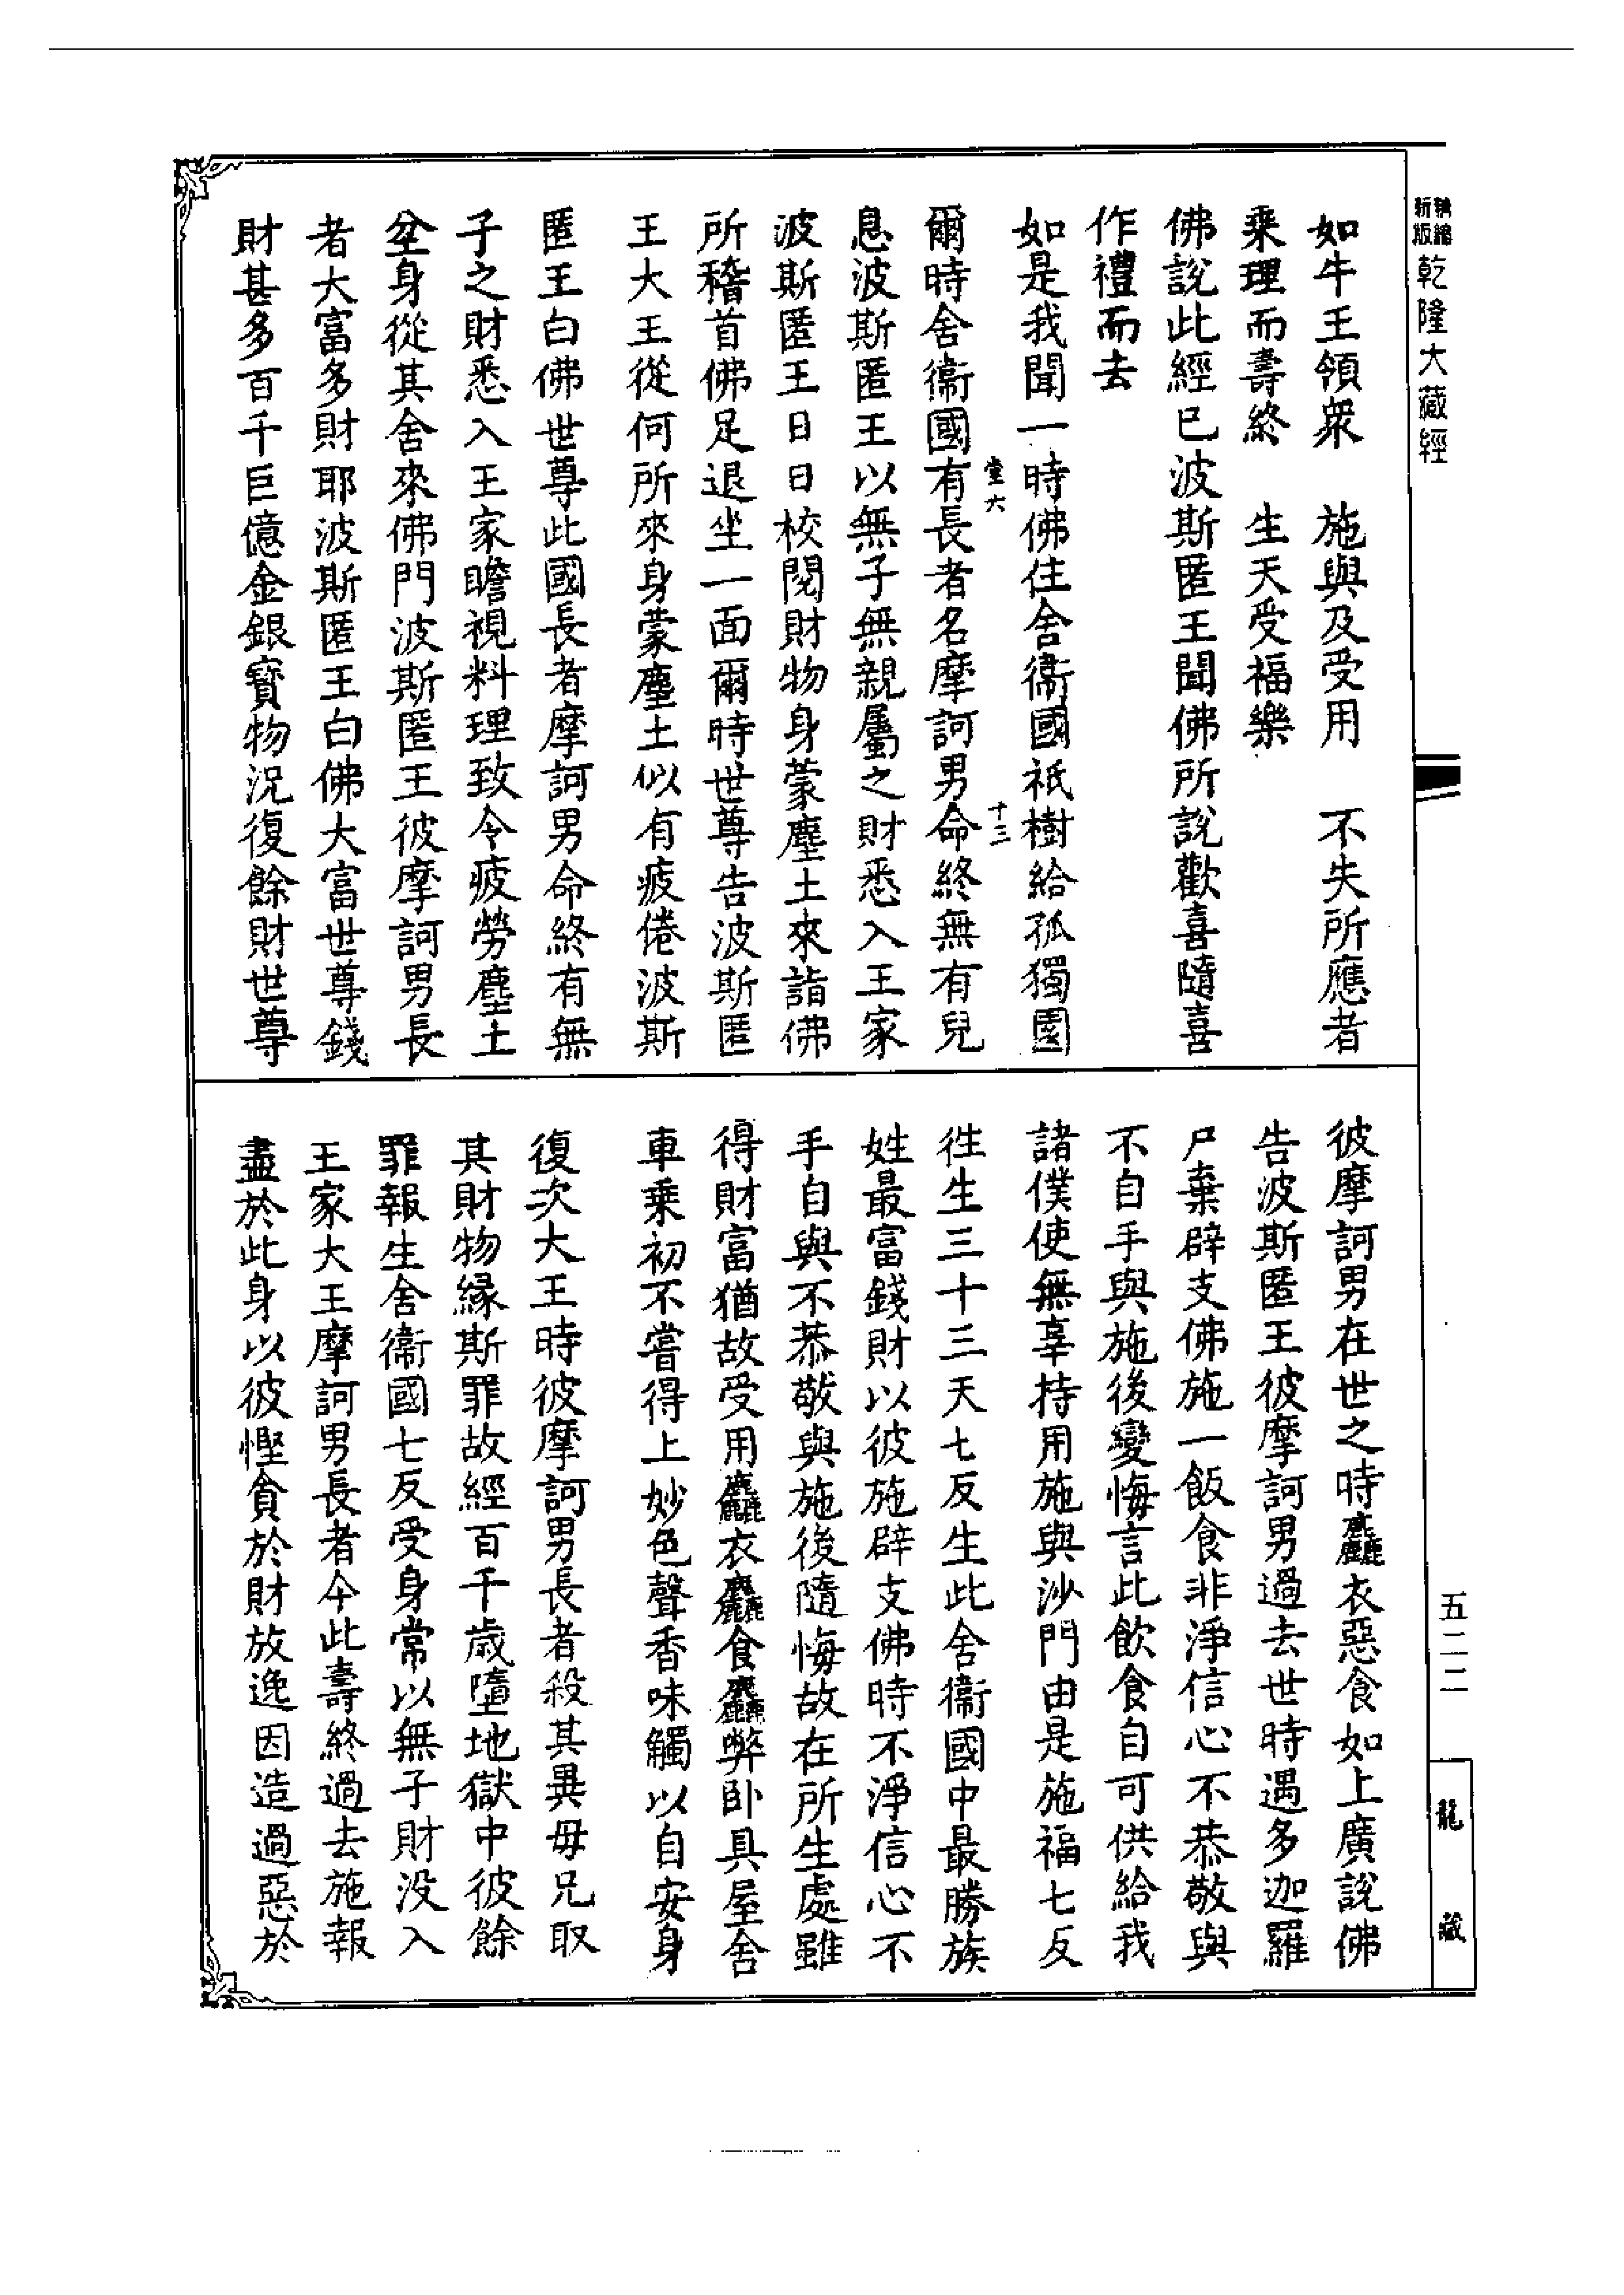 精縮
新版
乾隆大藏經
如牛王領衆　施與及受用　不失所應者
乘理而壽終　生天受福樂
佛說此經已波斯匿王聞佛所說歡喜隨喜
作禮而去
如是我聞一時佛住舍衞國祇樹給孤獨園
堂六
十三
爾時舍衞國有長者名摩訶男命終無有兒
息波斯匿王以無子無親屬之財悉入王家
波斯匿王日日校閱財物身蒙塵土來詣佛
所稽首佛足退坐一面爾時世尊告波斯匿
王大王從何所來身蒙塵土似有疲倦波斯
匿王白佛世尊此國長者摩訶男命終有無
子之財悉入王家瞻視料理致令疲勞塵土
坌身從其舍來佛門波斯匿王彼摩訶男長
者大富多財耶波斯匿王白佛大富世尊錢
財甚多百千巨億金銀寳物況復餘財世尊
彼摩訶男在世之時麤衣惡食如上廣說佛
告波斯匿王彼摩訶男過去世時遇多迦羅
尸棄辟支佛施一飯食非淨信心不恭敬與
不自手與施後變悔言此飲食自可供給我
諸僕使無辜持用施與沙門由是施福七反
徃生三十三天七反生此舍衞國中最勝族
姓最富錢財以彼施辟支佛時不淨信心不
手自與不恭敬與施後隨悔故在所生處雖
得財富猶故受用麤衣麤食麤弊卧具屋舍
車乘初不嘗得上妙色聲香味觸以自安身
復次大王時彼摩訶男長者殺其異母兄取
其財物緣斯罪故經百千歲墮地獄中彼餘
罪報生舍衞國七反受身常以無子財没入
王家大王摩訶男長者今此壽終過去施報
盡於此身以彼慳貪於財放逸因造過惡於
五二二
龍藏